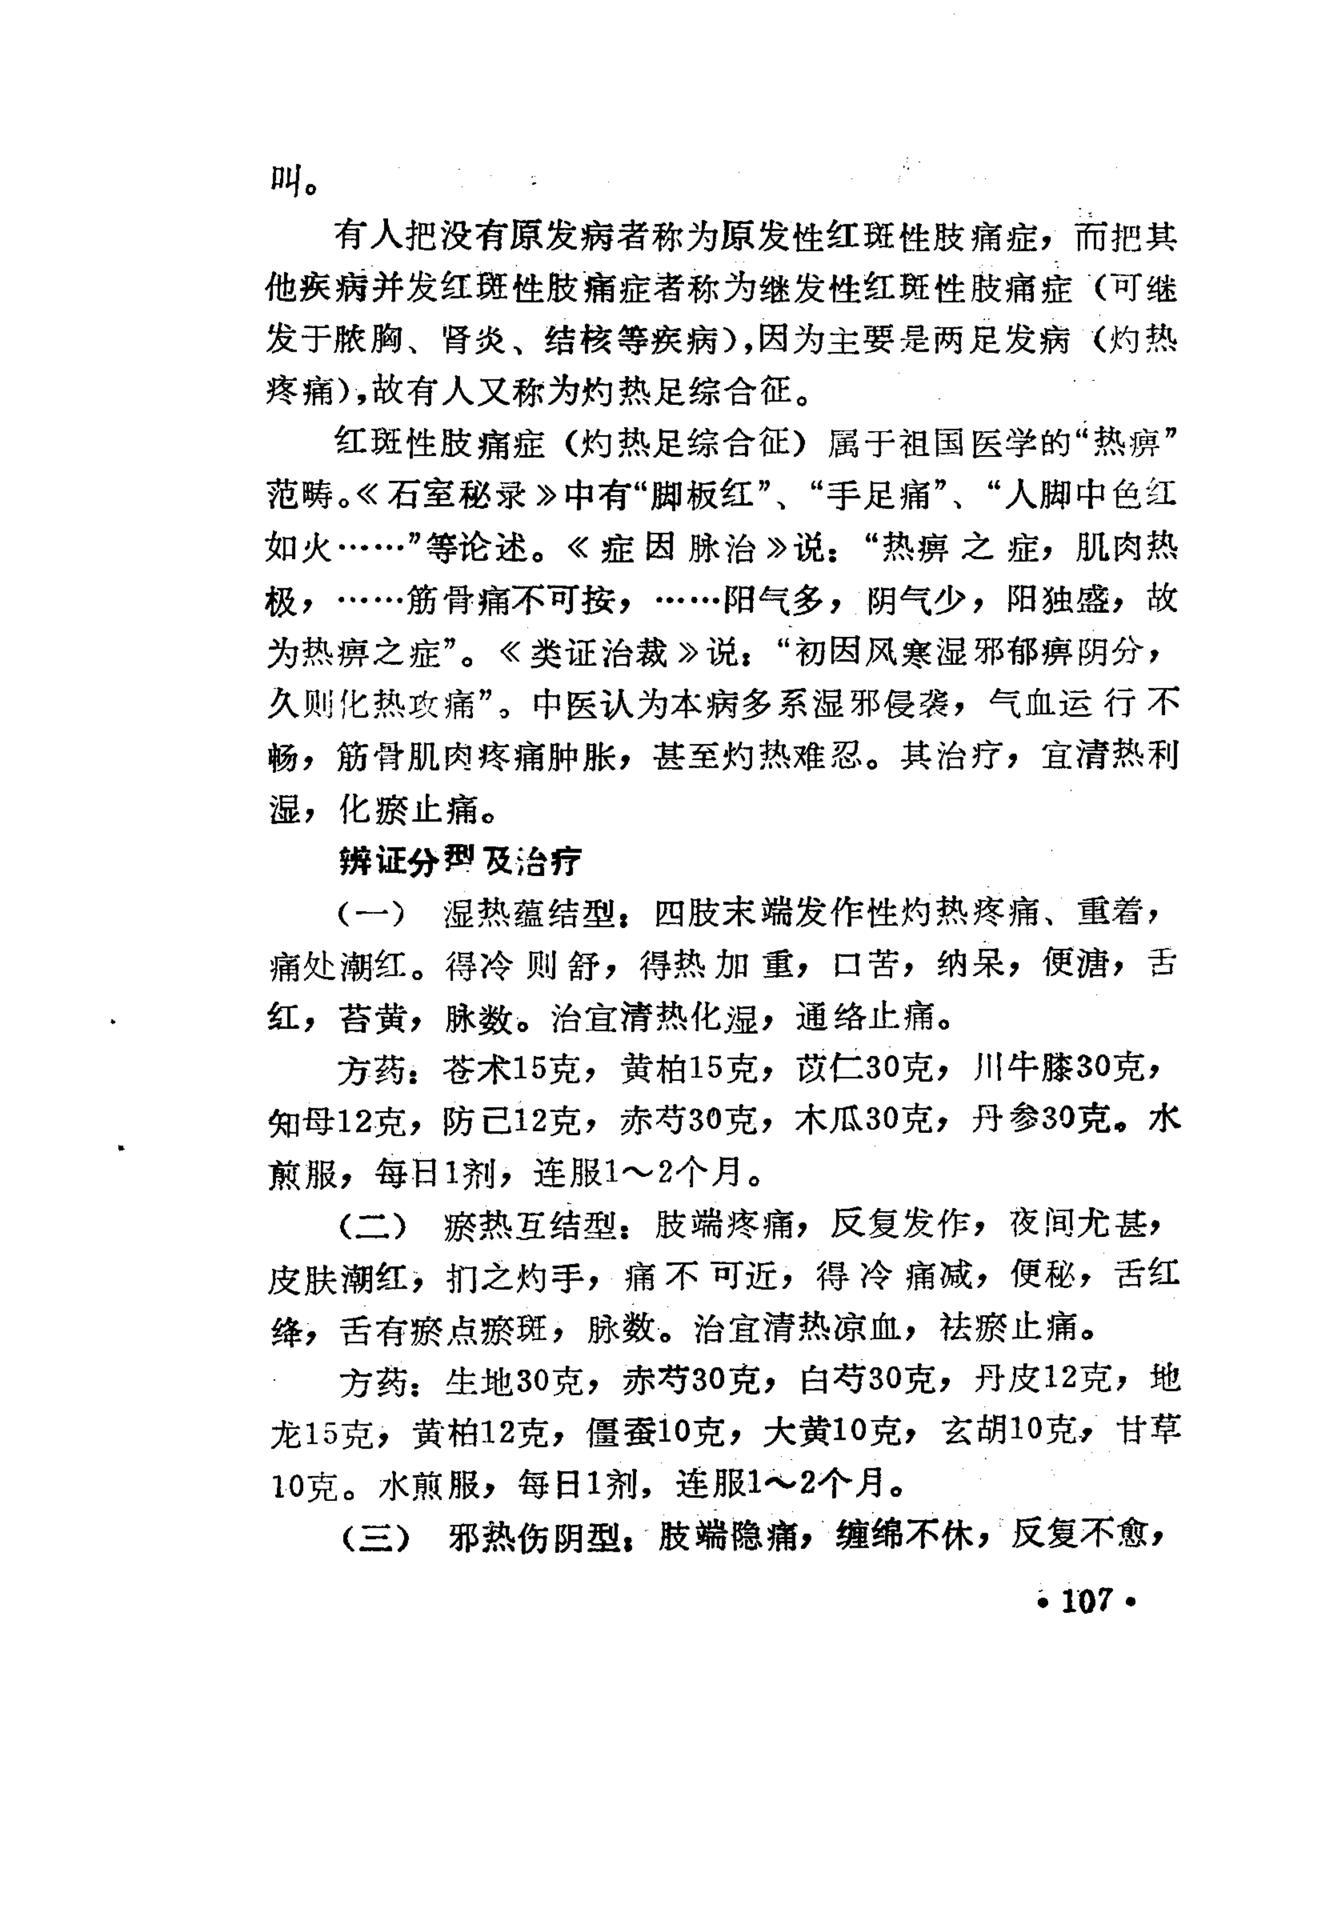 叫。
有人把没有原发病者称为原发性红斑性肢痛症，而把其
他疾病并发红斑性肢痛症者称为继发性红斑性肢痛症（可继
发于脓胸、肾炎、结核等疾病），因为主要是两足发病（灼热
疼痛），故有人又称为灼热足综合征。
红斑性肢痛症（灼热足综合征）属于祖国医学的“热痹”
范畴。《石室秘录》中有“脚板红”、“手足痛”、“人脚中色红
如火……”等论述。《症因脉治》说：“热痹之症，肌肉热
极，……筋骨痛不可按，……阳气多，阴气少，阳独盛，故
为热痹之症”。《类证治裁》说：“初因风寒湿邪郁痹阴分，
久则化热攻痛”。中医认为本病多系湿邪侵袭，气血运行不
畅，筋骨肌肉疼痛肿胀，甚至灼热难忍。其治疗，宜清热利
湿，化瘀止痛。
辨证分型及治疗
（一） 湿热蕴结型：四肢末端发作性灼热疼痛、重着，
痛处潮红。得冷则舒，得热加重，口苦，纳呆，便溏，舌
红，苔黄，脉数。治宜清热化湿，通络止痛。
方药：苍术15克，黄柏15克，苡仁30克，川牛膝30克，
知母12克，防己12克，赤芍30克，木瓜30克，丹参30克。水
煎服，每日1剂，连服1～2个月。
（二） 瘀热互结型：肢端疼痛，反复发作，夜间尤甚，
皮肤潮红，扪之灼手，痛不可近，得冷痛减，便秘，舌红
绛，舌有瘀点瘀斑，脉数。治宜清热凉血，祛瘀止痛。
方药：生地30克，赤芍30克，白芍30克，丹皮12克，地
龙15克，黄柏12克，僵蚕10克，大黄10克，玄胡10克，甘草
10克。水煎服，每日1剂，连服1～2个月。
（三） 邪热伤阴型：肢端隐痛，缠绵不休，反复不愈，
•107•